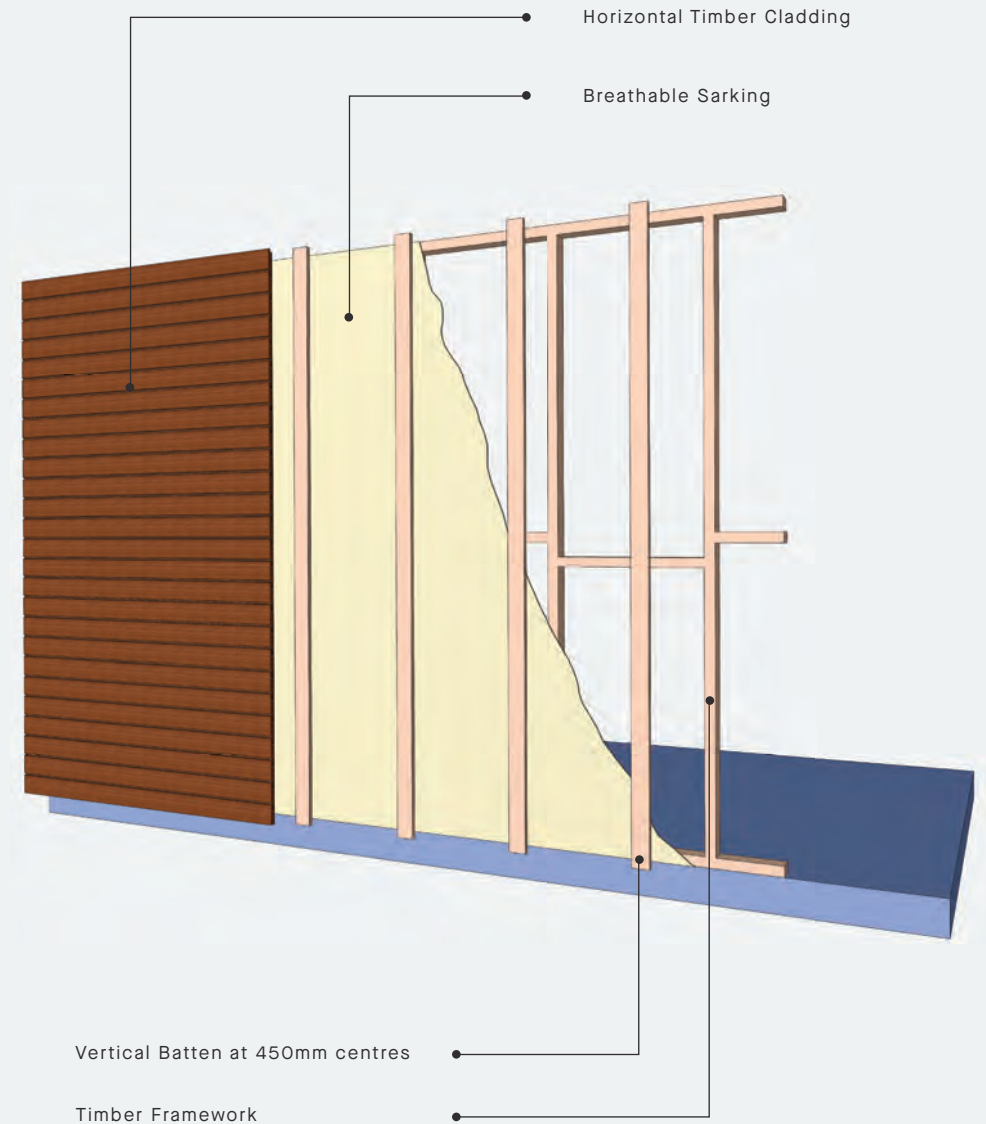 Horizontal Timber Cladding
Breathable Sarking
Vertical Batten at 450mm centres
Timber Framework